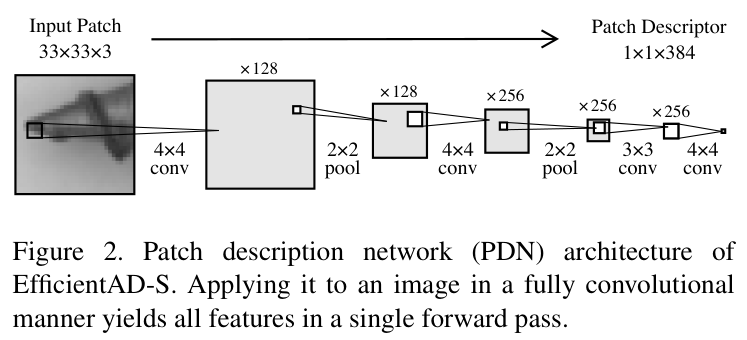 Input Patch
33×33×3
Patch Descriptor
1×1×384
×128
×128
×256
×256
×256
4×4
conv
2×2
pool
4×4
conv
2×2
pool
3×3
conv
4×4
conv
Figure 2. Patch description network (PDN) architecture of
EfficientAD-S. Applying it to an image in a fully convolutional
manner yields all features in a single forward pass.